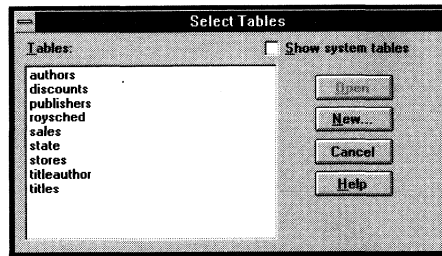 Select Tables
Tables:
Show system tables
authors
discounts
publishers
roysched
sales
state
stores
titleauthor
titles
Open
New...
Cancel
Help